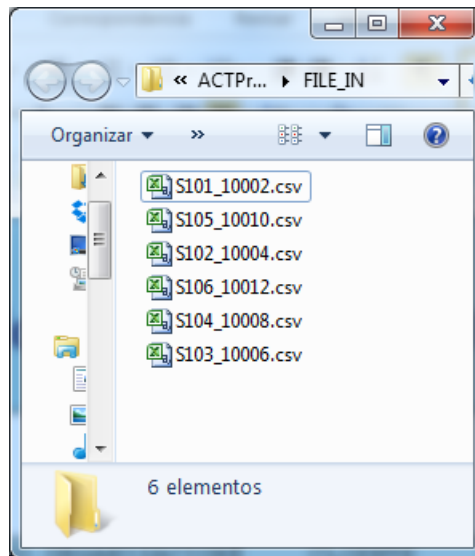 « ACTPr... ▸ FILE_IN
Organizar »
S101_10002.csv
S105_10010.csv
S102_10004.csv
S106_10012.csv
S104_10008.csv
S103_10006.csv
6 elementos